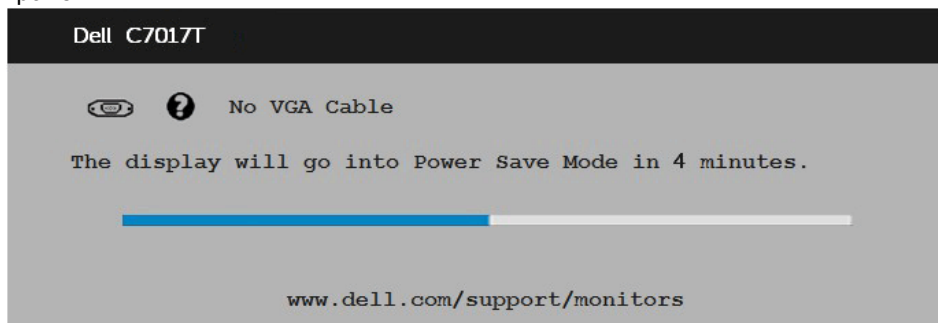 Dell C7017T
No VGA Cable
The display will go into Power Save Mode in 4 minutes.
www.dell.com/support/monitors